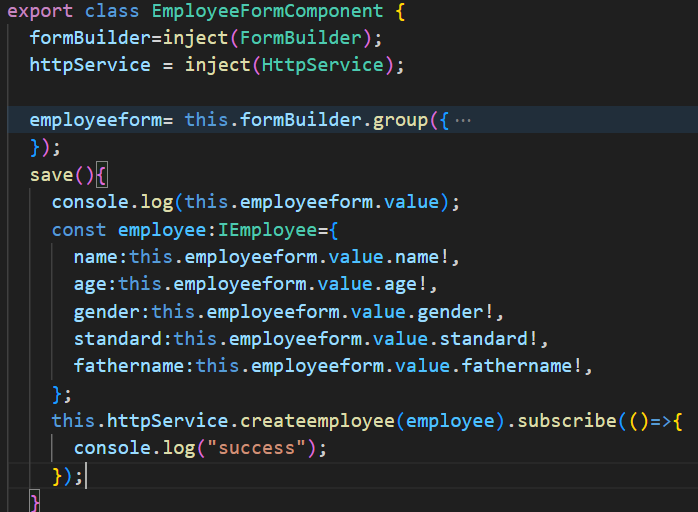 export class EmployeeFormComponent {
formBuilder=inject(FormBuilder);
httpService = inject(HttpService);
employeeform= this.formBuilder.group({ ···
});
save(){
console.log(this.employeeform.value);
const employee:IEmployee={
name:this.employeeform.value.name!,
age:this.employeeform.value.age!,
gender:this.employeeform.value.gender!,
standard:this.employeeform.value.standard!,
fathername:this.employeeform.value.fathername!,
};
this.httpService.createemployee(employee).subscribe(()=>{
console.log("success");
});
}